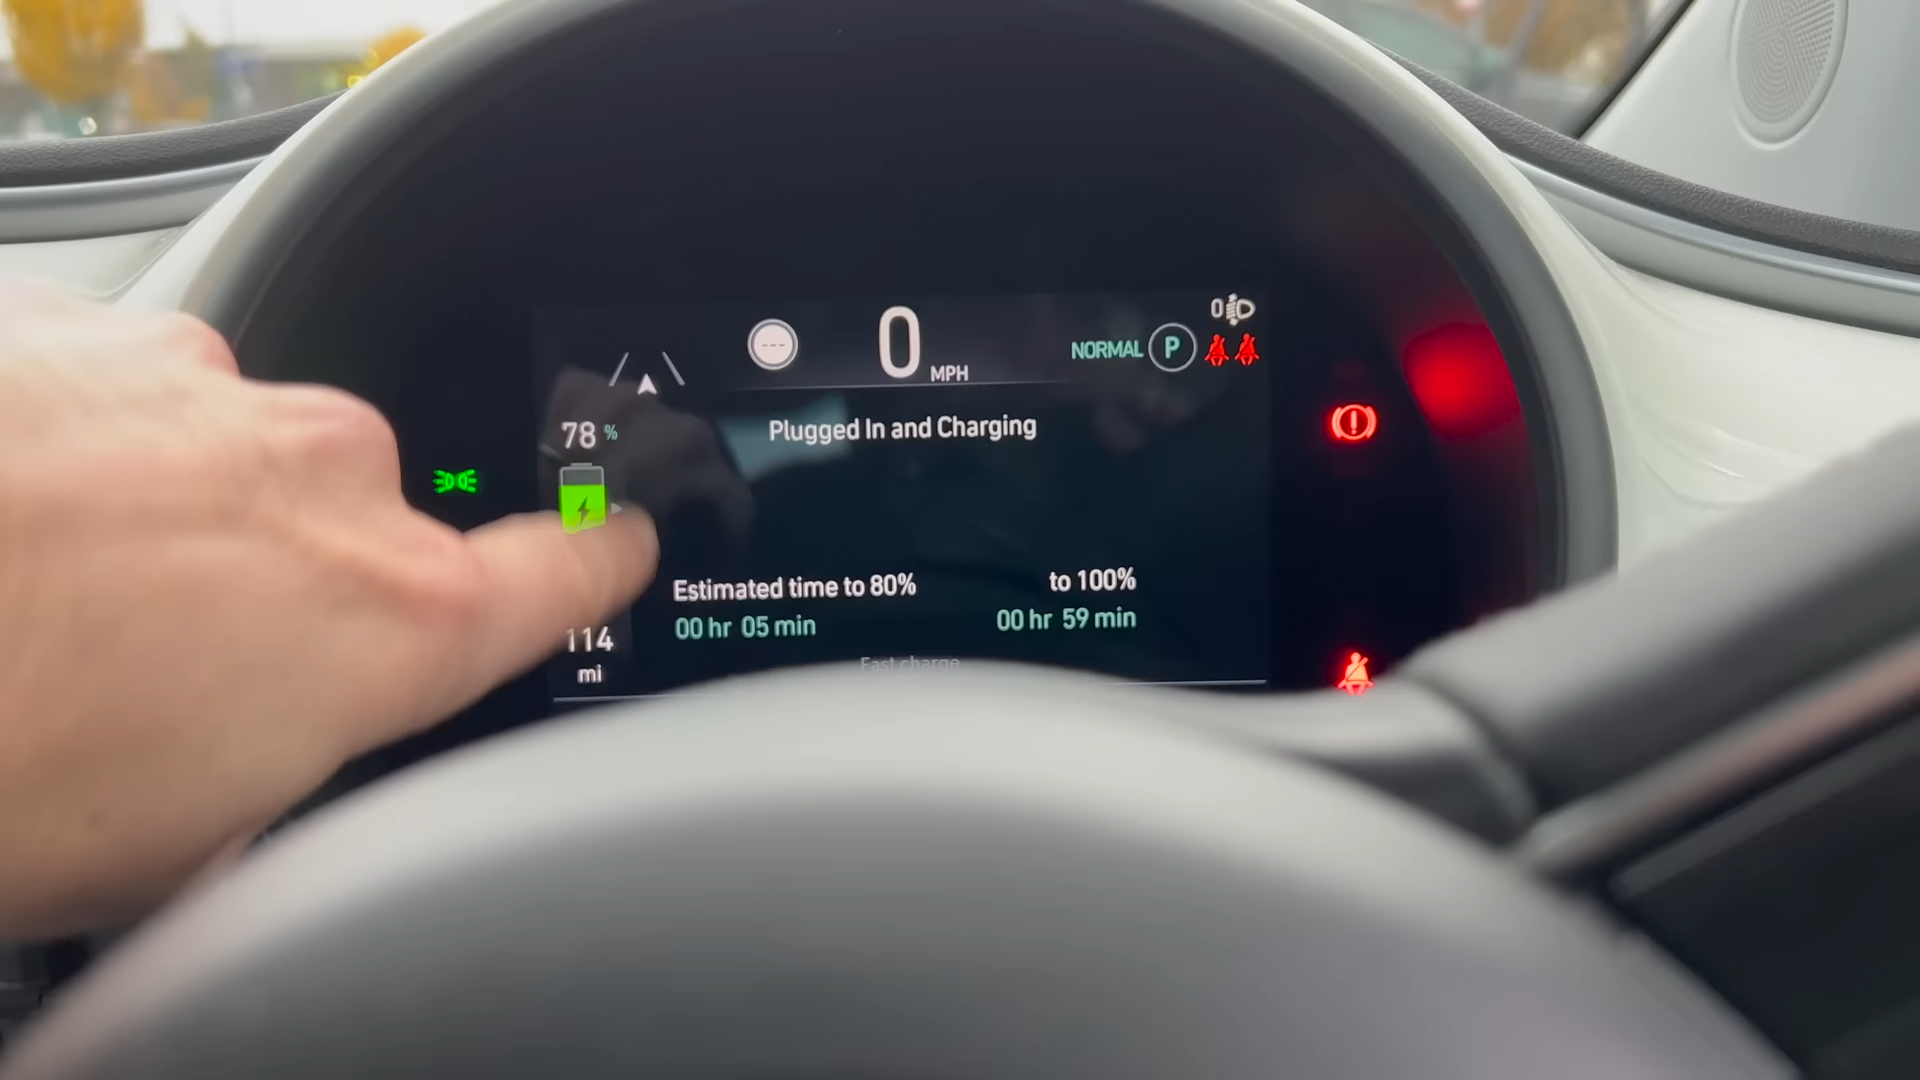 0
MPH
NORMAL P
0
78 %
Plugged In and Charging
Estimated time to 80%
00 hr 05 min
to 100%
00 hr 59 min
114
mi
Fast charge